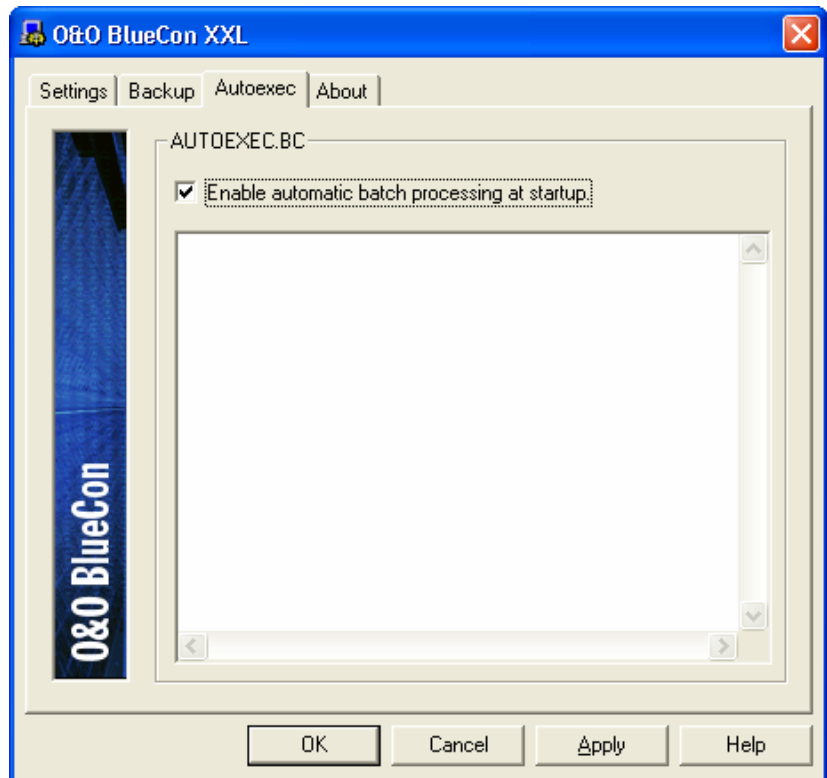 O&O BlueCon XXL
Settings Backup Autoexec About
AUTOEXEC.BC
Enable automatic batch processing at startup.
O&O BlueCon
OK Cancel Apply Help